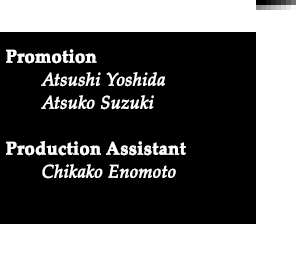 Promotion
Atsushi Yoshida
Atsuko Suzuki
Production Assistant
Chikako Enomoto